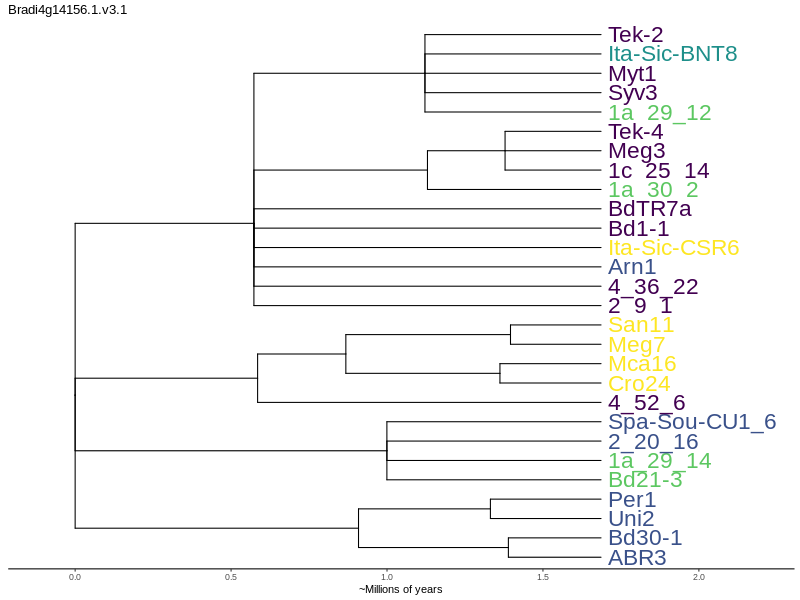 Bradi4g14156.1.v3.1
Tek-2
Ita-Sic-BNT8
Myt1
Syv3
1a_29_12
Tek-4
Meg3
1c_25_14
1a_30_2
BdTR7a
Bd1-1
Ita-Sic-CSR6
Arn1
4_36_22
2_9_1
San11
Meg7
Mca16
Cro24
4_52_6
Spa-Sou-CU1_6
2_20_16
1a_29_14
Bd21-3
Per1
Uni2
Bd30-1
ABR3
0.0 0.5 1.0 1.5 2.0
~Millions of years